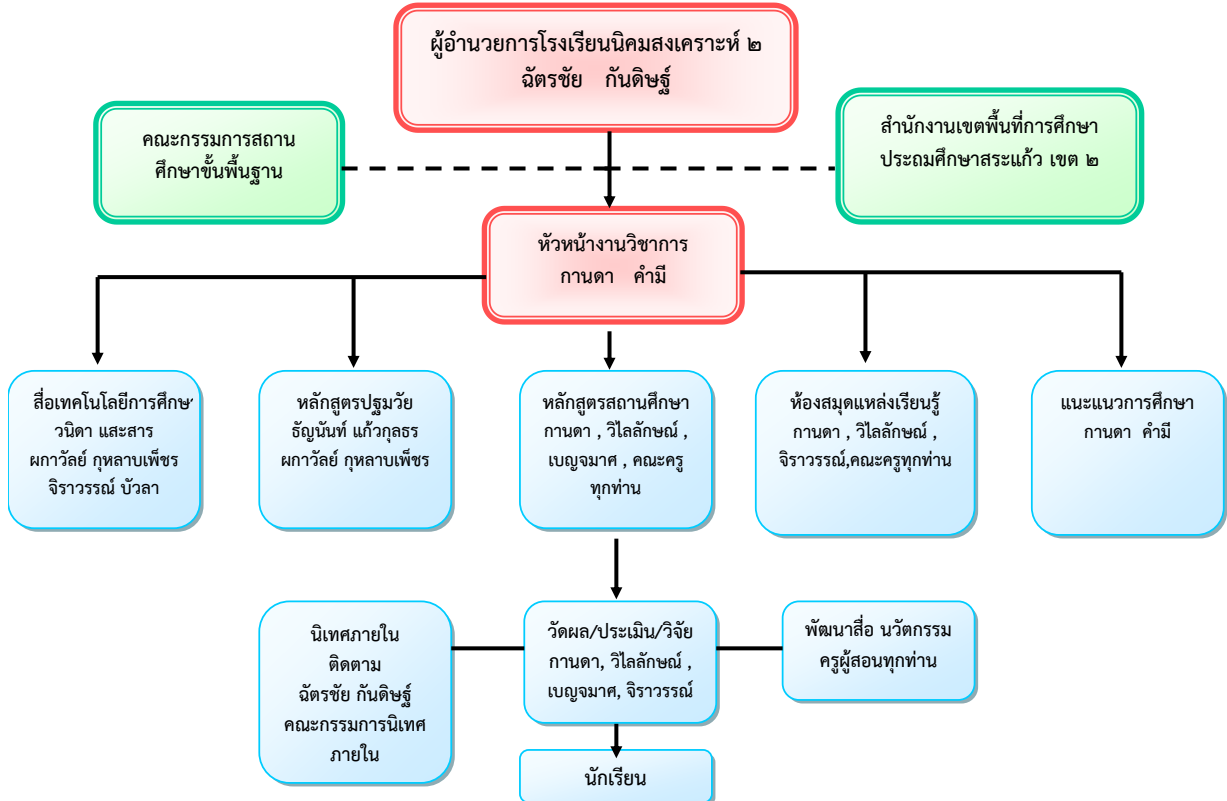 ผู้อำนวยการโรงเรียนนิคมสงเคราะห์ ๒
ฉัตรชัย กันดิษฐ์
คณะกรรมการสถาน
ศึกษาขั้นพื้นฐาน
สำนักงานเขตพื้นที่การศึกษา
ประถมศึกษาสระแก้ว เขต ๒
หัวหน้างานวิชาการ
กานดา คำมี
สื่อเทคโนโลยีการศึกษ
วนิดา และสาร
ผกาวัลย์ กุหลาบเพ็ชร
จิราวรรณ์ บัวลา
หลักสูตรปฐมวัย
ธัญนันท์ แก้วกุลธร
ผกาวัลย์ กุหลาบเพ็ชร
หลักสูตรสถานศึกษา
กานดา , วิไลลักษณ์ ,
เบญจมาศ , คณะครู
ทุกท่าน
ห้องสมุดแหล่งเรียนรู้
กานดา , วิไลลักษณ์ ,
จิราวรรณ์,คณะครูทุกท่าน
แนะแนวการศึกษา
กานดา คำมี
นิเทศภายใน
ติดตาม
ฉัตรชัย กันดิษฐ์
คณะกรรมการนิเทศ
ภายใน
วัดผล/ประเมิน/วิจัย
กานดา, วิไลลักษณ์ ,
เบญจมาศ, จิราวรรณ์
พัฒนาสื่อ นวัตกรรม
ครูผู้สอนทุกท่าน
นักเรียน